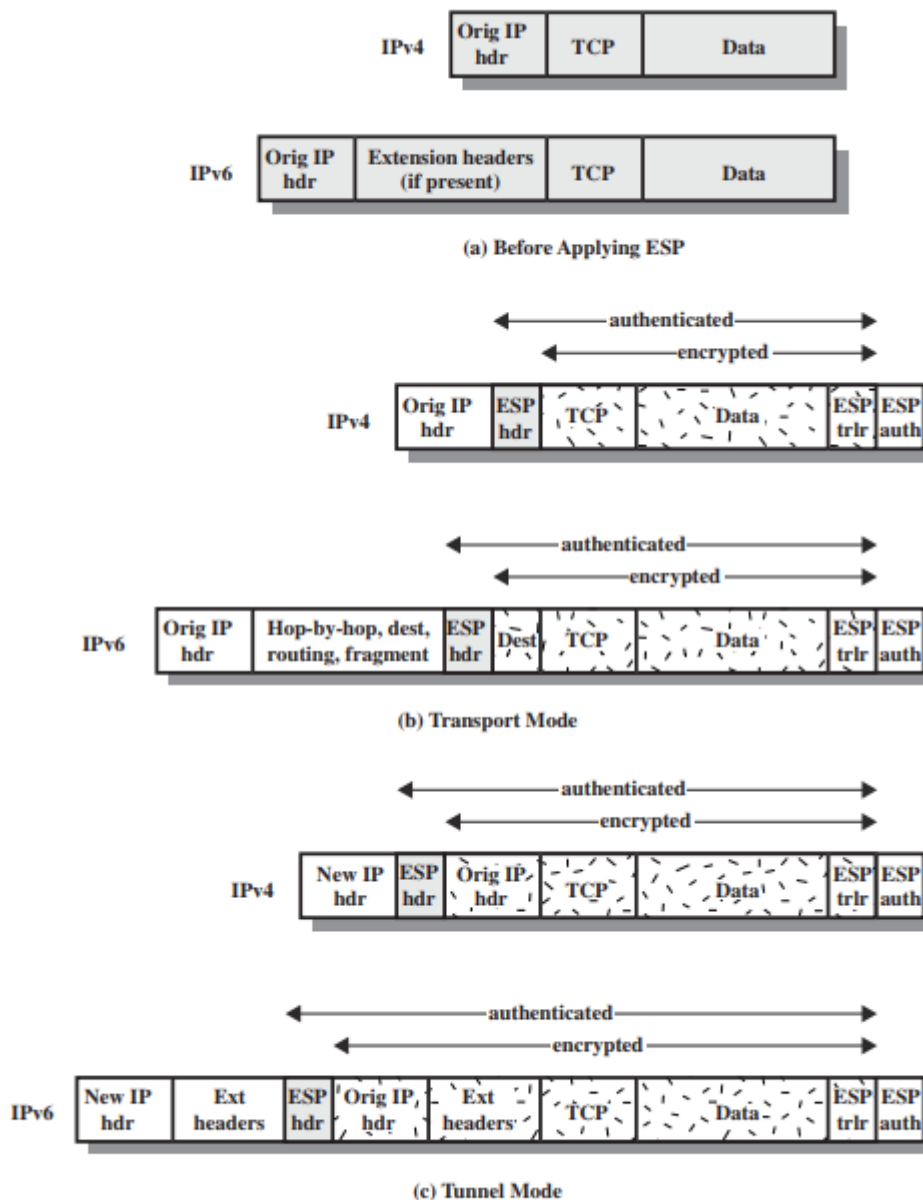 IPv4
Orig IP
hdr
TCP
Data
IPv6
Orig IP
hdr
Extension headers
(if present)
TCP
Data
(a) Before Applying ESP
authenticated
encrypted
IPv4
Orig IP
hdr
ESP
hdr
TCP
Data
ESP
trlr
ESP
auth
authenticated
encrypted
IPv6
Orig IP
hdr
Hop-by-hop, dest,
routing, fragment
ESP
hdr
Dest
TCP
Data
ESP
trlr
ESP
auth
(b) Transport Mode
authenticated
encrypted
IPv4
New IP
hdr
ESP
hdr
Orig IP
hdr
TCP
Data
ESP
trlr
ESP
auth
authenticated
encrypted
IPv6
New IP
hdr
Ext
headers
ESP
hdr
Orig IP
hdr
Ext
headers
TCP
Data
ESP
trlr
ESP
auth
(c) Tunnel Mode